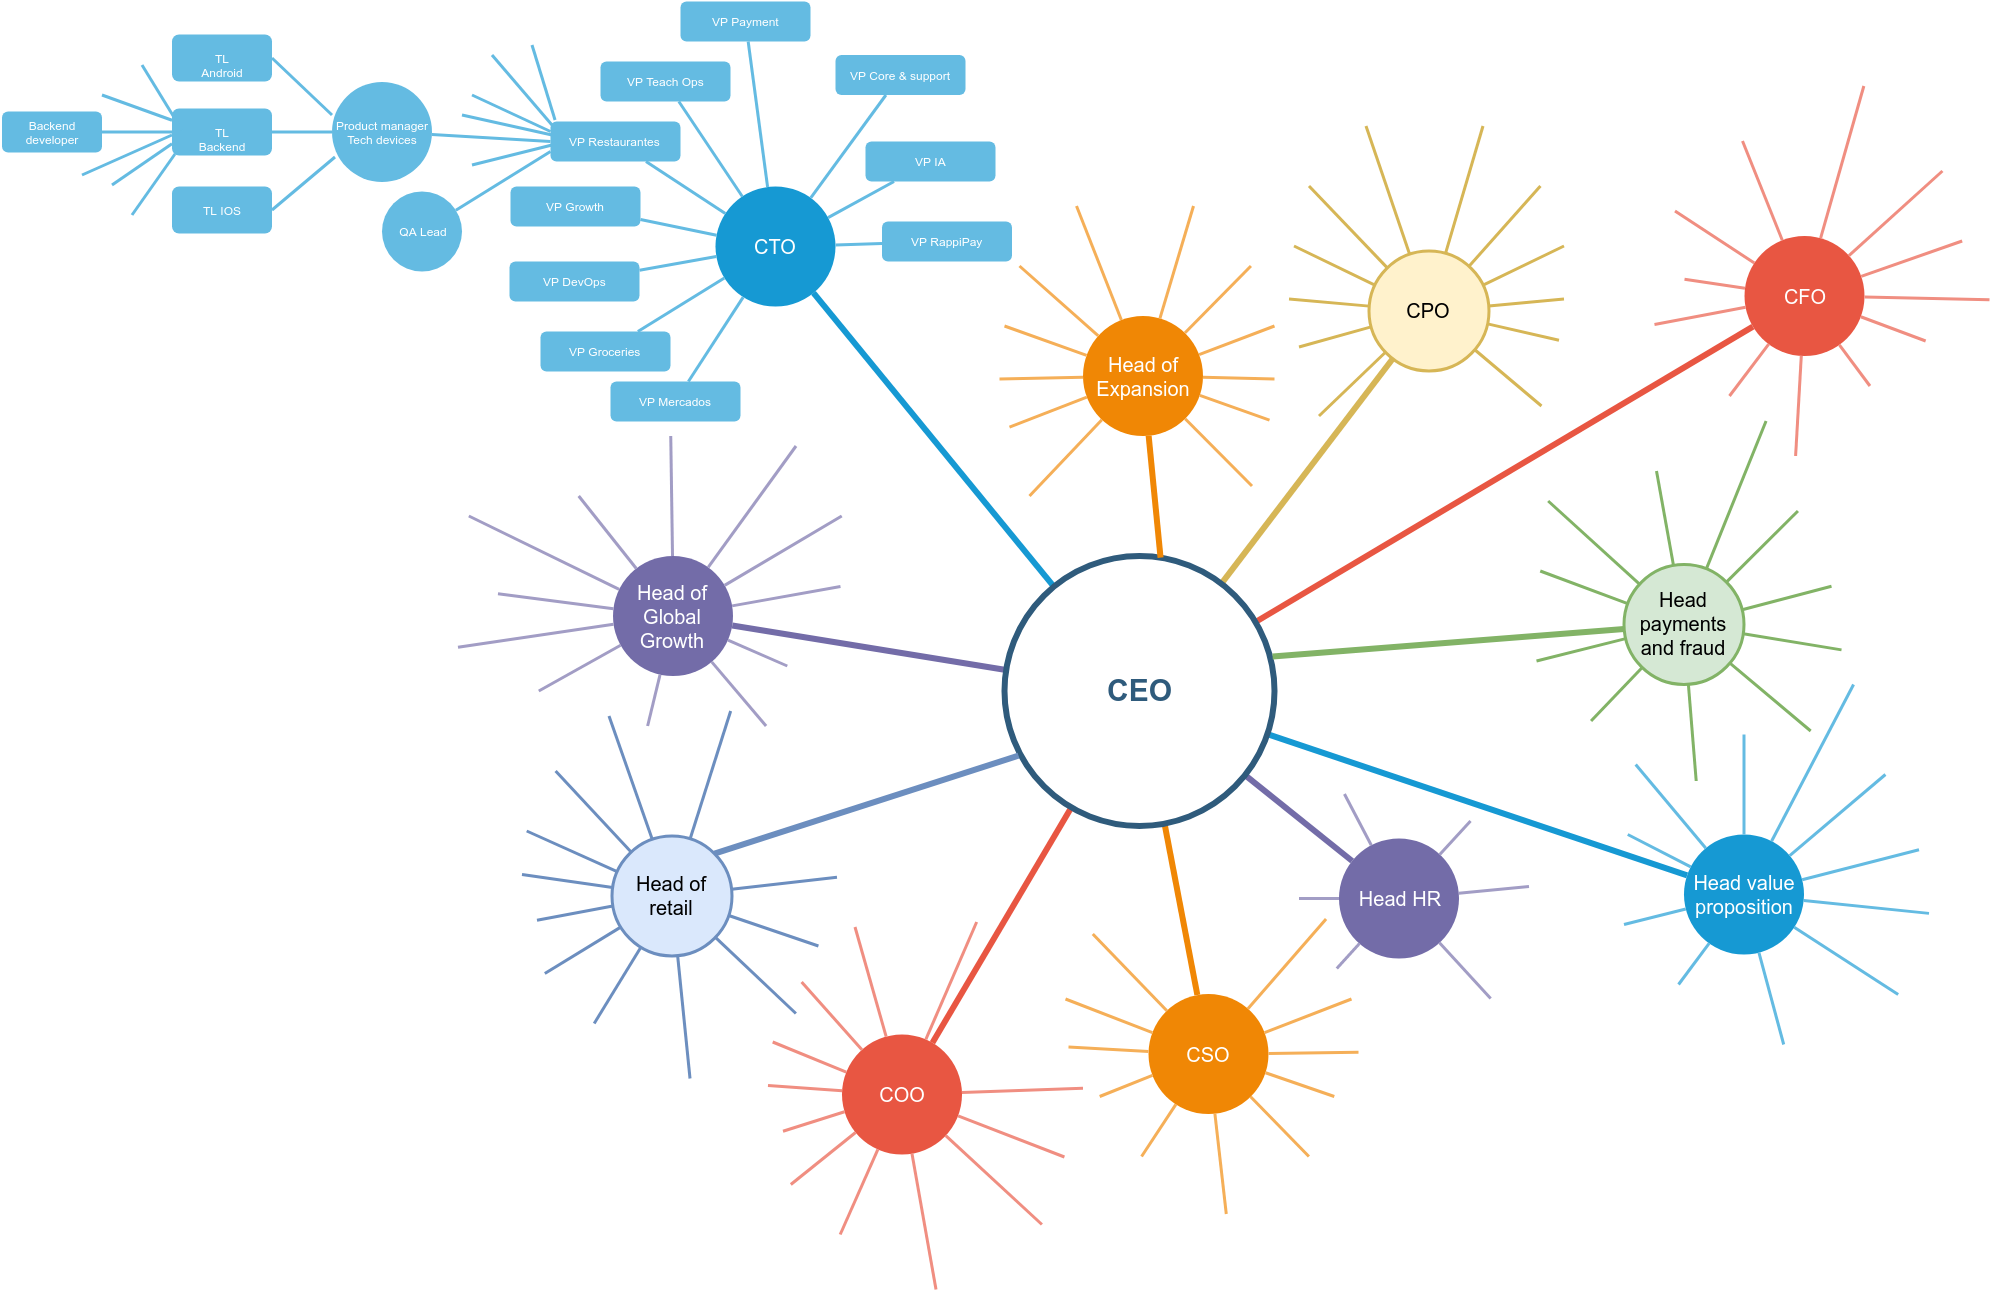 VP Payment
TL
Android
VP Teach Ops
VP Core & support
Backend
developer
TL
Backend
Product manager
Tech devices
VP Restaurantes
VP IA
TL IOS
VP Growth
QA Lead
CTO
VP RappiPay
VP DevOps
VP Groceries
VP Mercados
Head of
Expansion
CPO
CFO
Head of
Global
Growth
Head
payments
and fraud
CEO
Head of
retail
Head HR
Head value
proposition
COO
CSO